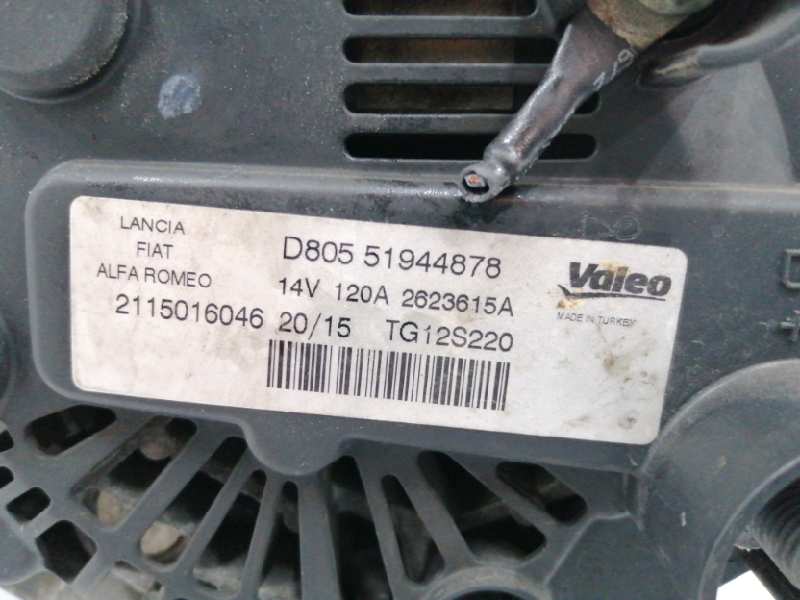 LANCIA
FIAT
ALFA ROMEO
D805 51944878
14V 120A 2623615A
2115016046 20/15 TG12S220
Valeo
MADE IN TURKEY